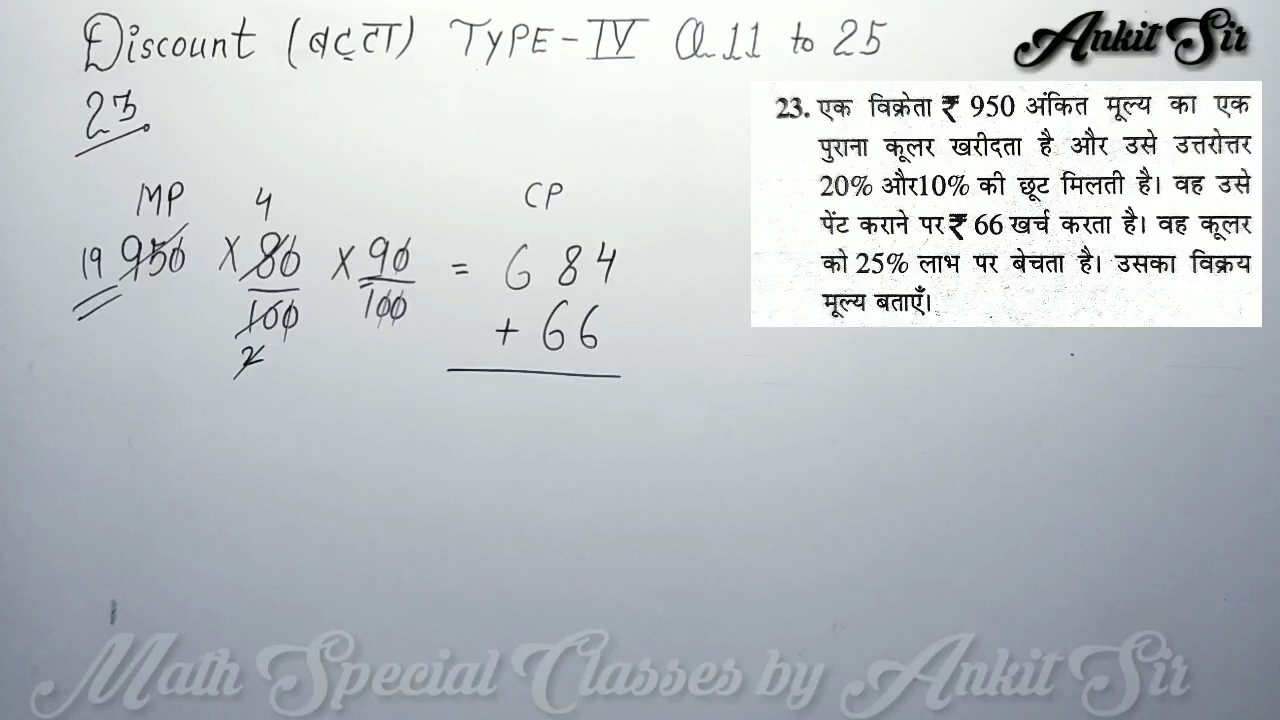 Discount (बट्टा) TYPE-IV Q.11 to 25
Ankit Sir
23.
23. एक विक्रेता ₹ 950 अंकित मूल्य का एक
पुराना कूलर खरीदता है और उसे उत्तरोत्तर
20% और10% की छूट मिलती है। वह उसे
पेंट कराने पर ₹ 66 खर्च करता है। वह कूलर
को 25% लाभ पर बेचता है। उसका विक्रय
मूल्य बताएँ।
MP 4 CP
19 950 × 80/100 × 90/100 = 684
2 + 66
Math Special Classes by Ankit Sir